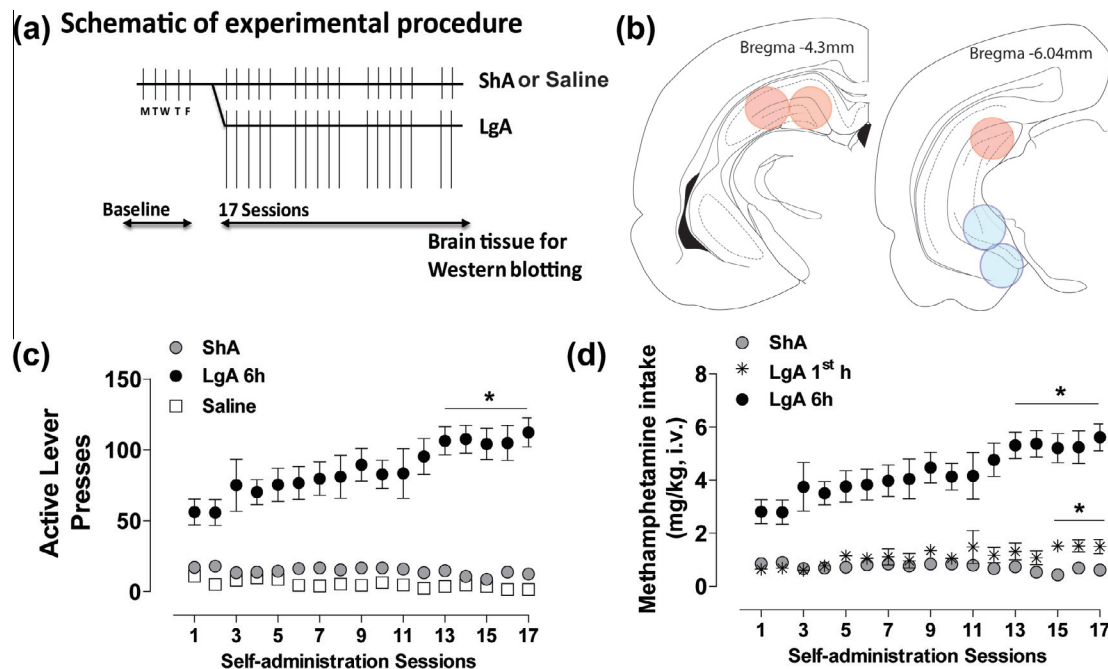 (a) Schematic of experimental procedure
ShA or Saline
M T W T F
LgA
Baseline
17 Sessions
Brain tissue for
Western blotting
(b)
Bregma -4.3mm
Bregma -6.04mm
(c)
ShA
LgA 6h
Saline
*
Active Lever
Presses
150
100
50
0
1 3 5 7 9 11 13 15 17
Self-administration Sessions
(d)
ShA
LgA 1st h
LgA 6h
*
*
Methamphetamine intake
(mg/kg, i.v.)
8
6
4
2
0
1 3 5 7 9 11 13 15 17
Self-administration Sessions